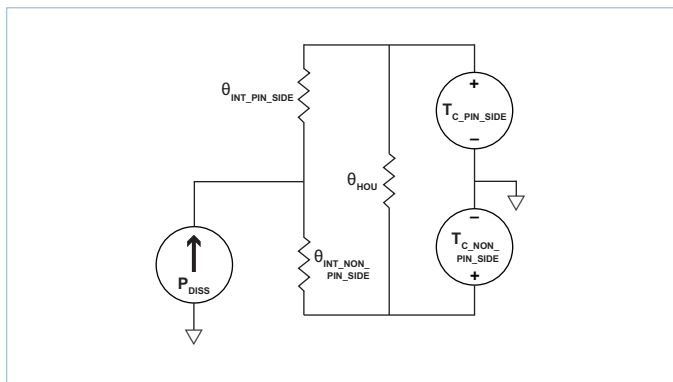 θINT_PIN_SIDE
+
TC_PIN_SIDE
–
θHOU
–
TC_NON_
PIN_SIDE
+
θINT_NON_
PIN_SIDE
PDISS